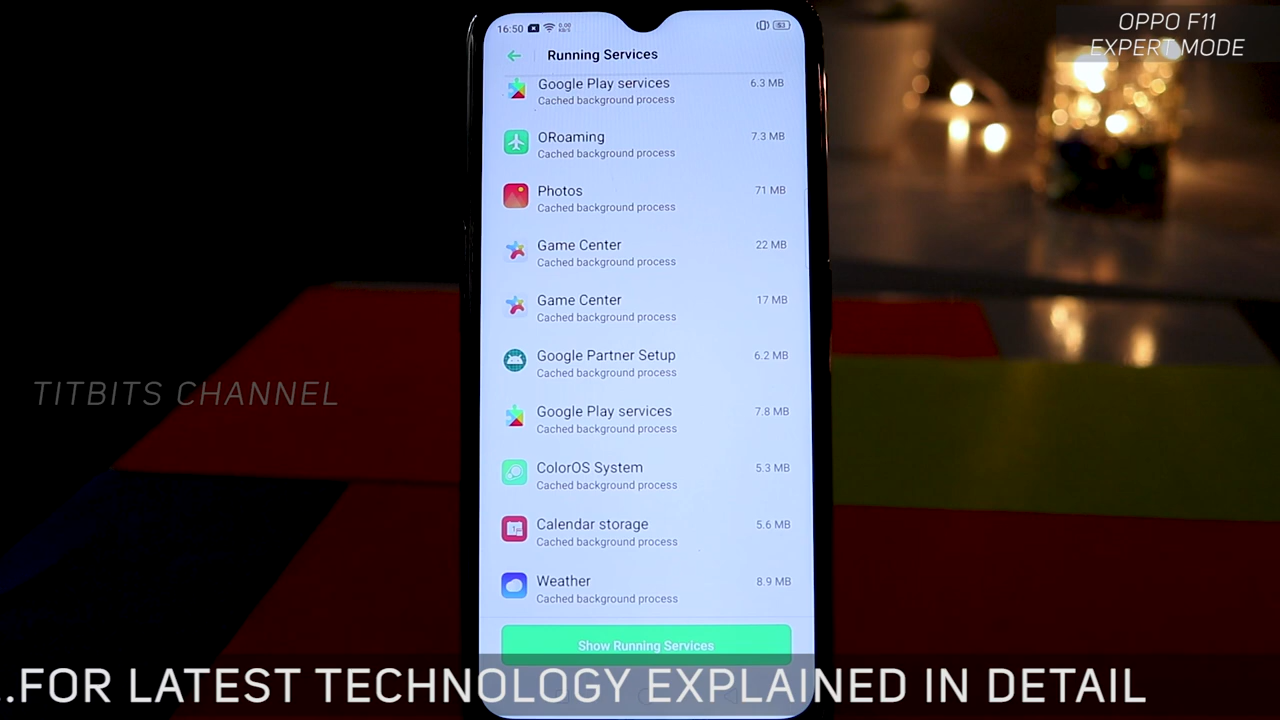 OPPO F11
EXPERT MODE
16:50
0.00
KB/S
53
Running Services
Google Play services
6.3 MB
Cached background process
ORoaming
7.3 MB
Cached background process
Photos
71 MB
Cached background process
Game Center
22 MB
Cached background process
Game Center
17 MB
Cached background process
Google Partner Setup
6.2 MB
Cached background process
Google Play services
7.8 MB
Cached background process
ColorOS System
5.3 MB
Cached background process
Calendar storage
5.6 MB
Cached background process
Weather
8.9 MB
Cached background process
Show Running Services
TITBITS CHANNEL
..FOR LATEST TECHNOLOGY EXPLAINED IN DETAIL